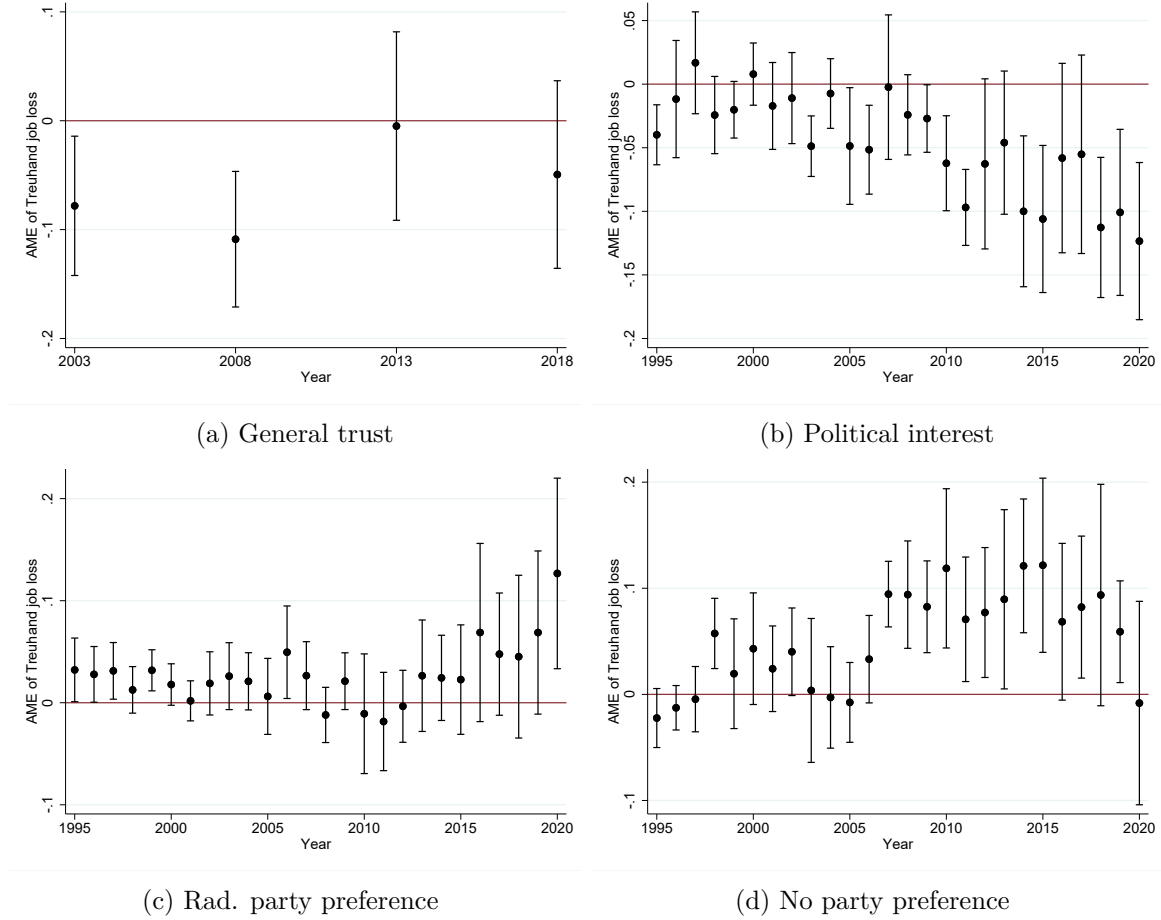 AME of Treuhand job loss
.1
0
-.1
-.2
2003 2008 2013 2018
Year
(a) General trust
AME of Treuhand job loss
.05
0
-.05
-.1
-.15
-.2
1995 2000 2005 2010 2015 2020
Year
(b) Political interest
AME of Treuhand job loss
.2
.1
0
-.1
1995 2000 2005 2010 2015 2020
Year
(c) Rad. party preference
AME of Treuhand job loss
.2
.1
0
-.1
1995 2000 2005 2010 2015 2020
Year
(d) No party preference